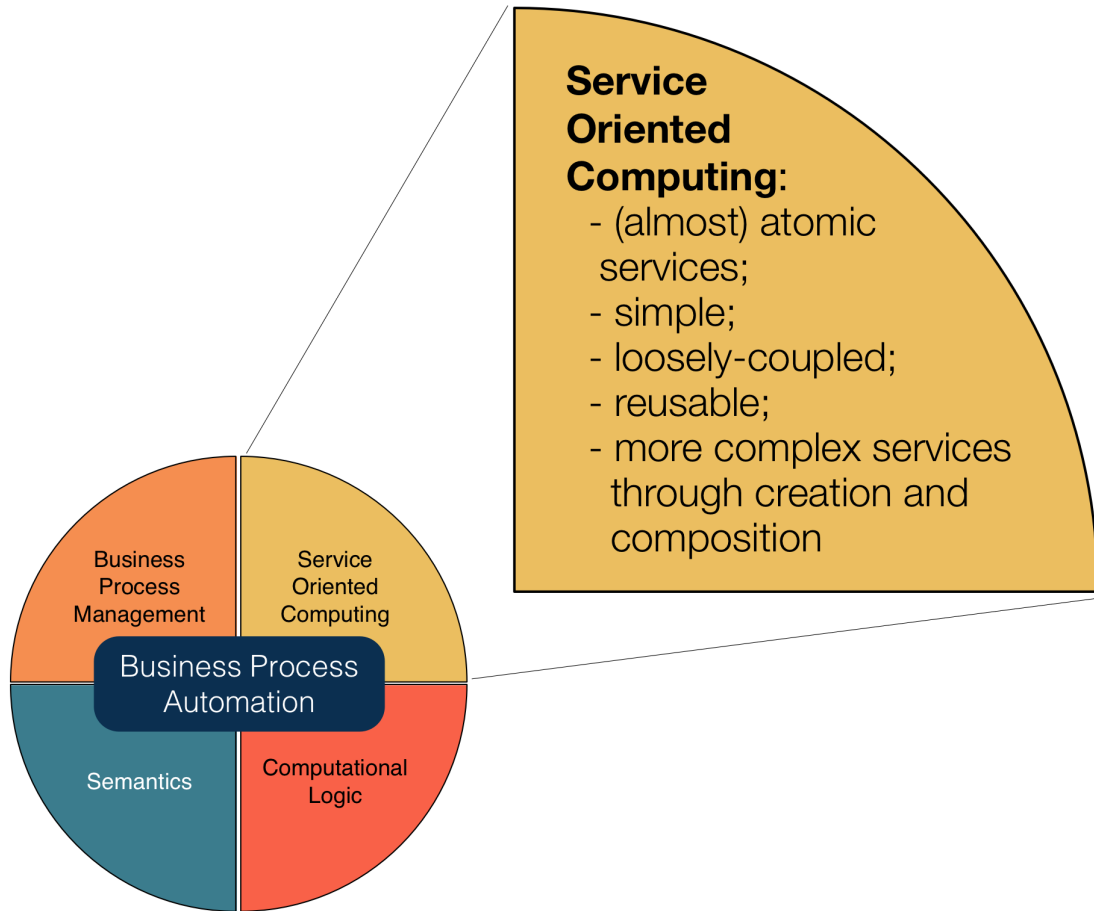 Service
Oriented
Computing:
- (almost) atomic
services;
- simple;
- loosely-coupled;
- reusable;
- more complex services
through creation and
composition
Business
Process
Management
Service
Oriented
Computing
Business Process
Automation
Semantics
Computational
Logic